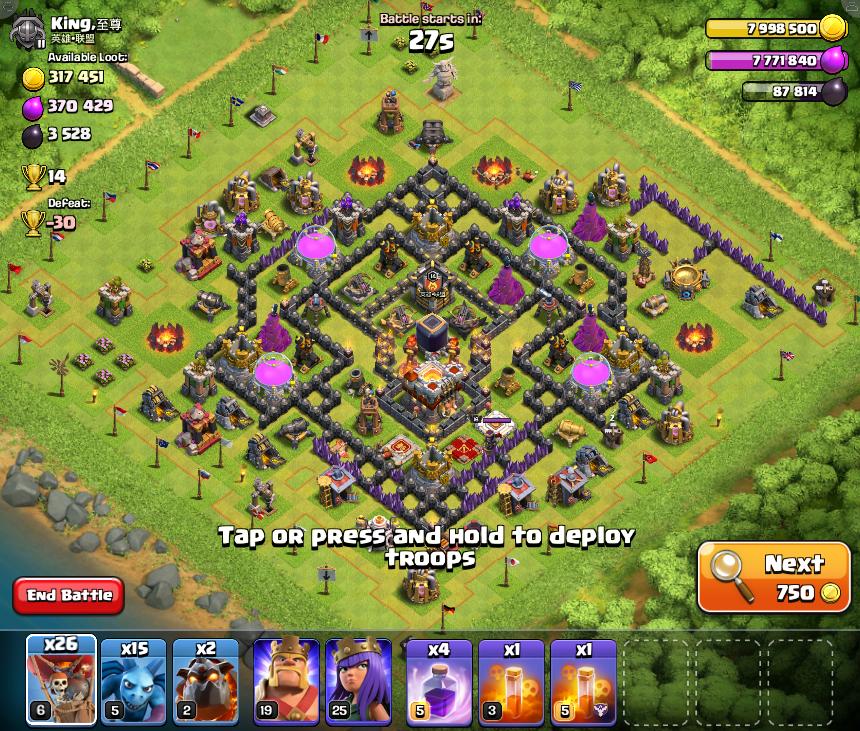 King,至尊
英雄•联盟
Available Loot:
317 451
370 429
3 528
14
Defeat:
-30
Battle starts in:
27s
7 998 500
7 771 840
87 814
Tap or press and hold to deploy
troops
End Battle
Next
750
x26
x15
x2
x4
x1
x1
6
5
2
19
25
5
3
5